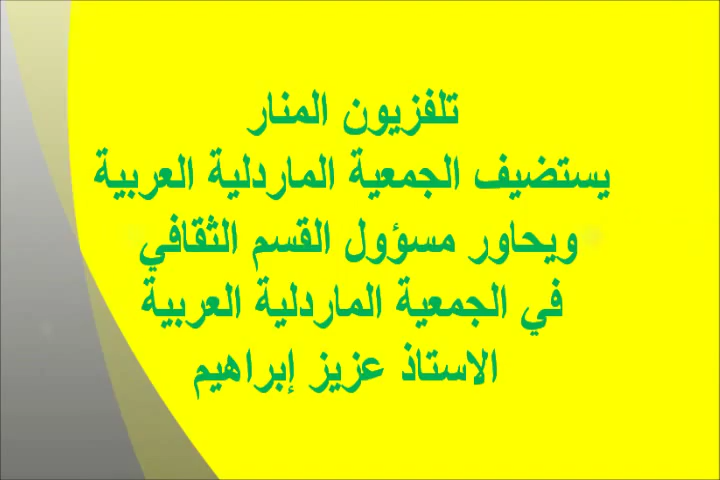 تلفزيون المنار
يستضيف الجمعية الماردلية العربية
ويحاور مسؤول القسم الثقافي
في الجمعية الماردلية العربية
الاستاذ عزيز إبراهيم